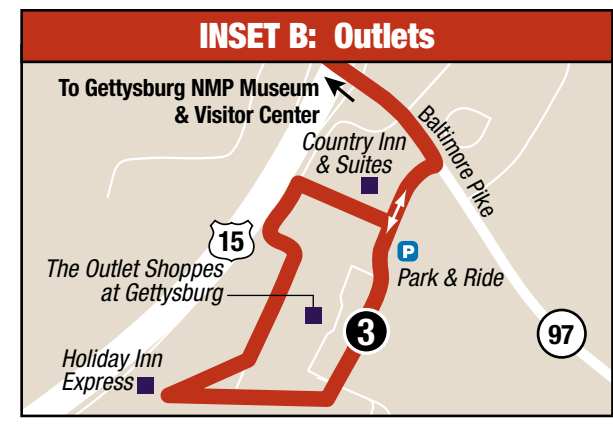 INSET B: Outlets
To Gettysburg NMP Museum
& Visitor Center
Country Inn
& Suites
Baltimore Pike
15
The Outlet Shoppes
at Gettysburg
P
Park & Ride
3
97
Holiday Inn
Express